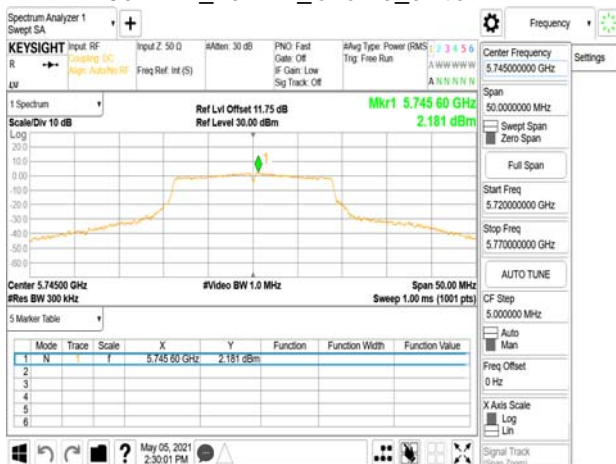 Spectrum Analyzer 1
Swept SA
+
Frequency
KEYSIGHT
R
LV
Input: RF
Coupling: DC
Align: Auto/No RF
Input Z: 50 Ω
Freq Ref: Int (S)
#Atten: 30 dB
PNO: Fast
Gate: Off
IF Gain: Low
Sig Track: Off
#Avg Type: Power (RMS
Trig: Free Run
1 2 3 4 5 6
A W W W W W
A N N N N N
1 Spectrum
Scale/Div 10 dB
Ref Lvl Offset 11.75 dB
Ref Level 30.00 dBm
Mkr1 5.745 60 GHz
2.181 dBm
Log
20.0
10.0
0.00
-10.0
-20.0
-30.0
-40.0
-50.0
-60.0
1
Center 5.74500 GHz
#Res BW 300 kHz
#Video BW 1.0 MHz
Span 50.00 MHz
Sweep 1.00 ms (1001 pts)
5 Marker Table
Mode Trace Scale X Y Function Function Width Function Value
1 N 1 f 5.745 60 GHz 2.181 dBm
2
3
4
5
6
May 05, 2021
2:30:01 PM
Center Frequency
5.745000000 GHz
Settings
Span
50.0000000 MHz
Swept Span
Zero Span
Full Span
Start Freq
5.720000000 GHz
Stop Freq
5.770000000 GHz
AUTO TUNE
CF Step
5.000000 MHz
Auto
Man
Freq Offset
0 Hz
X Axis Scale
Log
Lin
Signal Track
(Span Zoom)